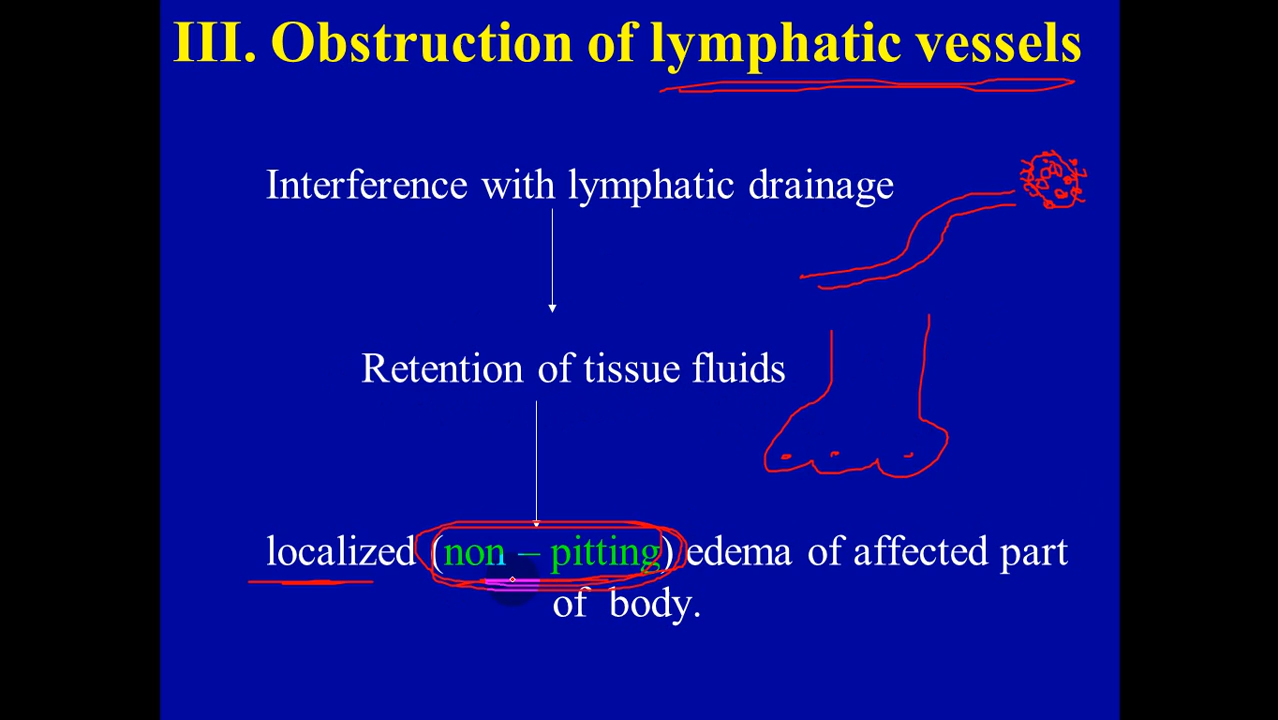 III. Obstruction of lymphatic vessels
Interference with lymphatic drainage
Retention of tissue fluids
localized (non – pitting) edema of affected part
of body.